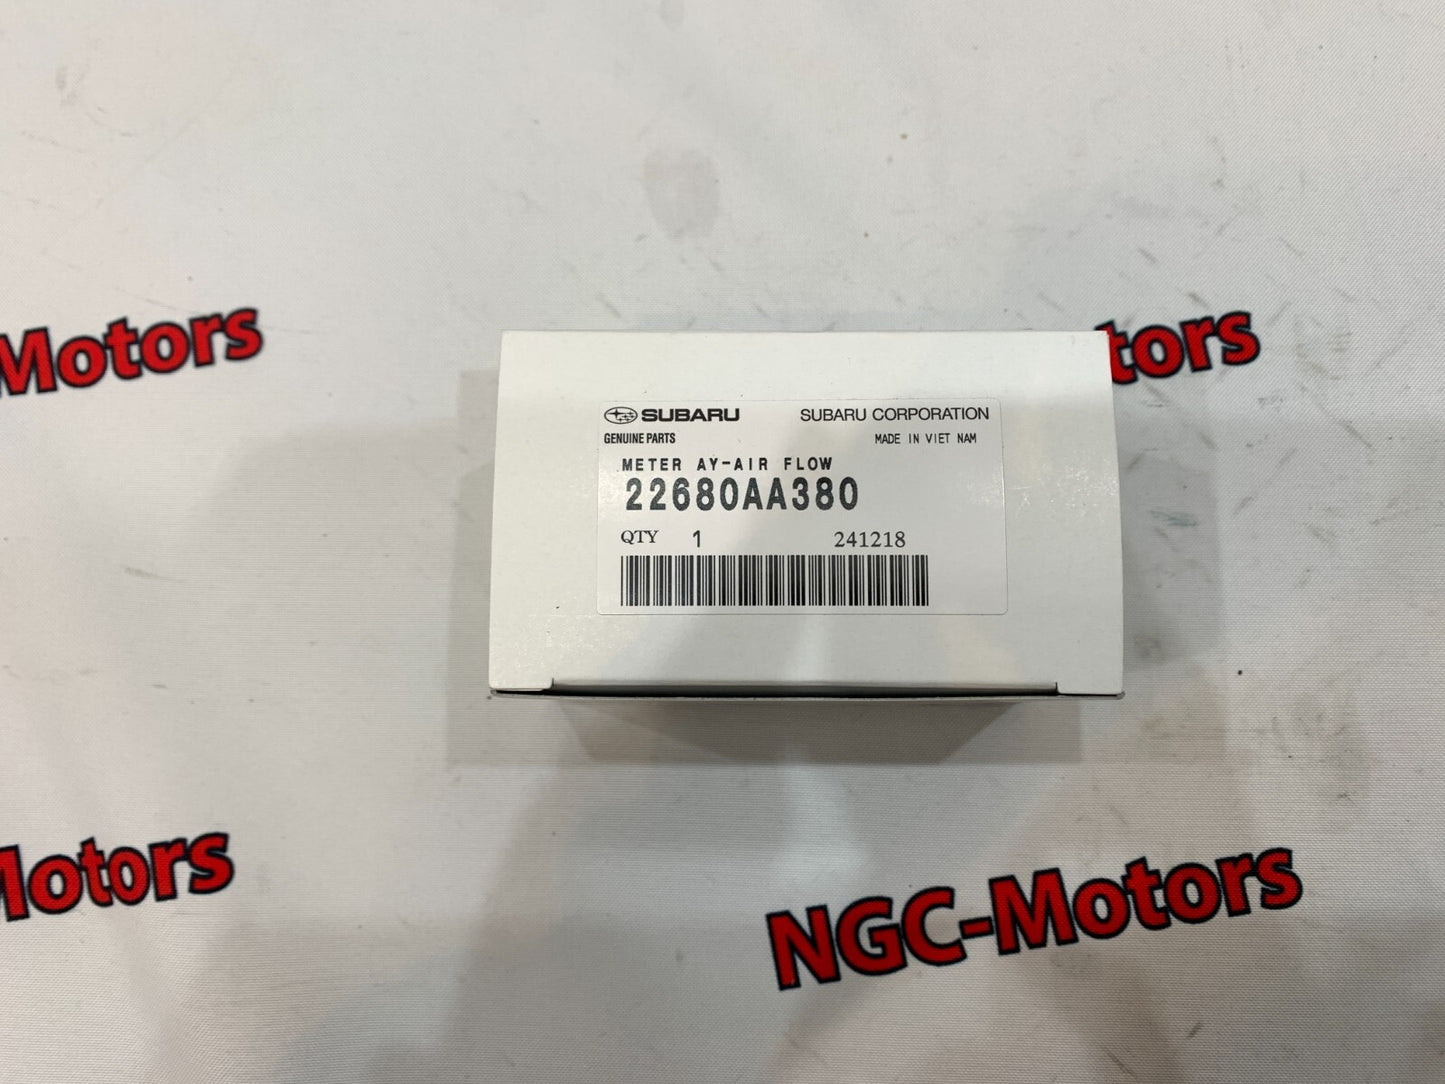 Motors
tors
SUBARU
SUBARU CORPORATION
GENUINE PARTS
MADE IN VIET NAM
METER AY-AIR FLOW
22680AA380
QTY 1 241218
Motors
NGC-Motors